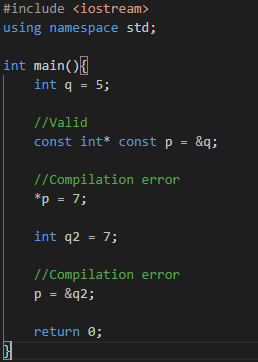 #include <iostream>
using namespace std;
int main(){
int q = 5;
//Valid
const int* const p = &q;
//Compilation error
*p = 7;
int q2 = 7;
//Compilation error
p = &q2;
return 0;
}